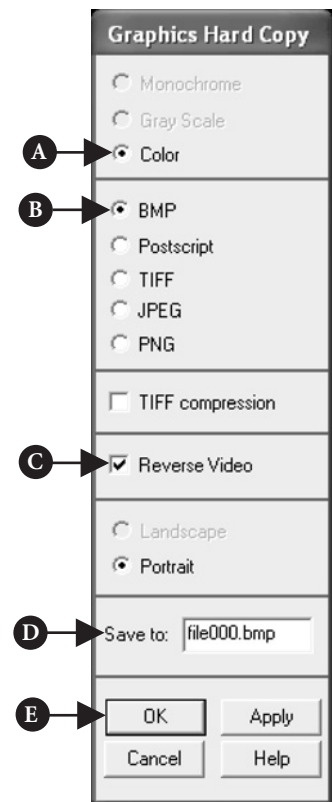 Graphics Hard Copy
Monochrome
Gray Scale
A Color
B BMP
Postscript
TIFF
JPEG
PNG
TIFF compression
C Reverse Video
Landscape
Portrait
D Save to: file000.bmp
E OK Apply
Cancel Help